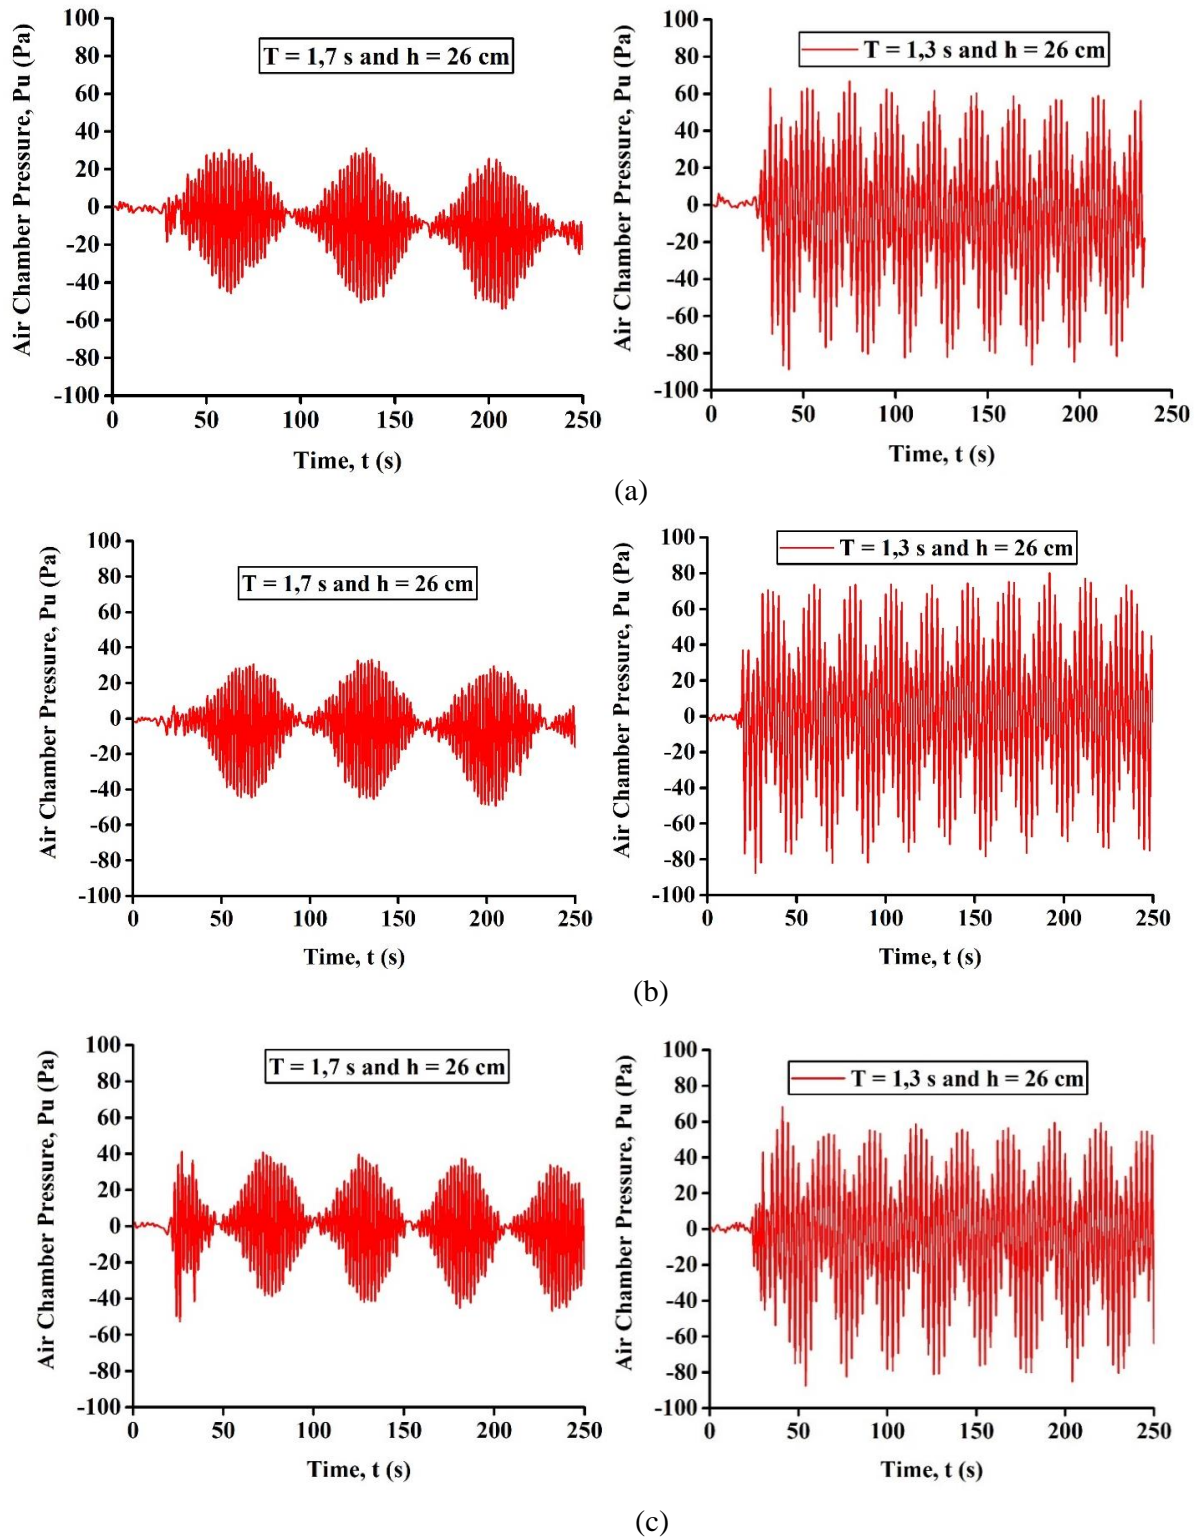 T = 1,7 s and h = 26 cm
Air Chamber Pressure, Pu (Pa)
100
80
60
40
20
0
-20
-40
-60
-80
-100
0 50 100 150 200 250
Time, t (s)
T = 1,3 s and h = 26 cm
Air Chamber Pressure, Pu (Pa)
100
80
60
40
20
0
-20
-40
-60
-80
-100
0 50 100 150 200 250
Time, t (s)
(a)
T = 1,7 s and h = 26 cm
Air Chamber Pressure, Pu (Pa)
100
80
60
40
20
0
-20
-40
-60
-80
-100
0 50 100 150 200 250
Time, t (s)
T = 1,3 s and h = 26 cm
Air Chamber Pressure, Pu (Pa)
100
80
60
40
20
0
-20
-40
-60
-80
-100
0 50 100 150 200 250
Time, t (s)
(b)
T = 1,7 s and h = 26 cm
Air Chamber Pressure, Pu (Pa)
100
80
60
40
20
0
-20
-40
-60
-80
-100
0 50 100 150 200 250
Time, t (s)
T = 1,3 s and h = 26 cm
Air Chamber Pressure, Pu (Pa)
100
80
60
40
20
0
-20
-40
-60
-80
-100
0 50 100 150 200 250
Time, t (s)
(c)